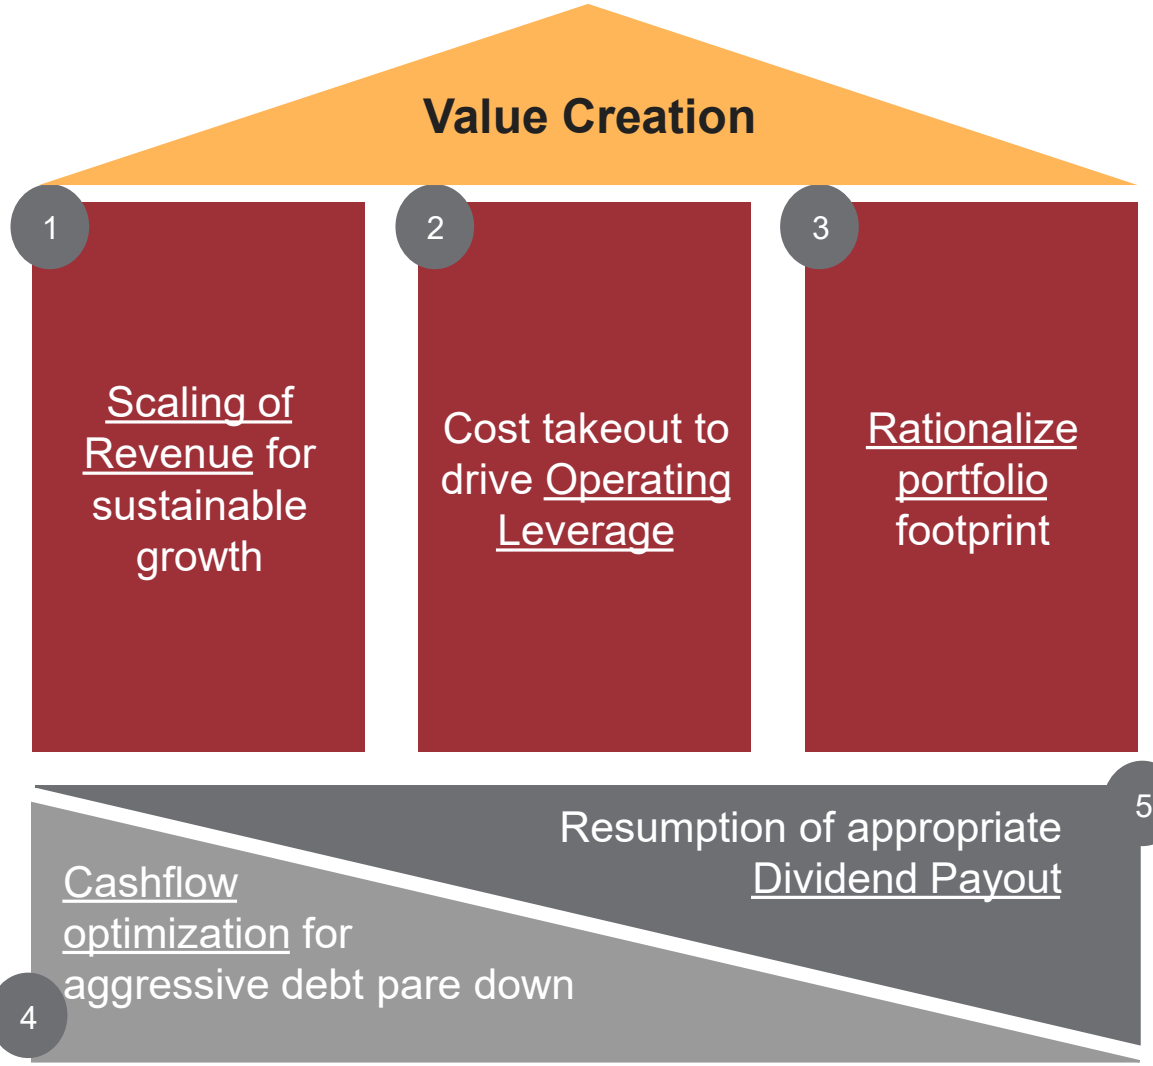 Value Creation
1
Scaling of
Revenue for
sustainable
growth
2
Cost takeout to
drive Operating
Leverage
3
Rationalize
portfolio
footprint
4
Cashflow
optimization for
aggressive debt pare down
5
Resumption of appropriate
Dividend Payout